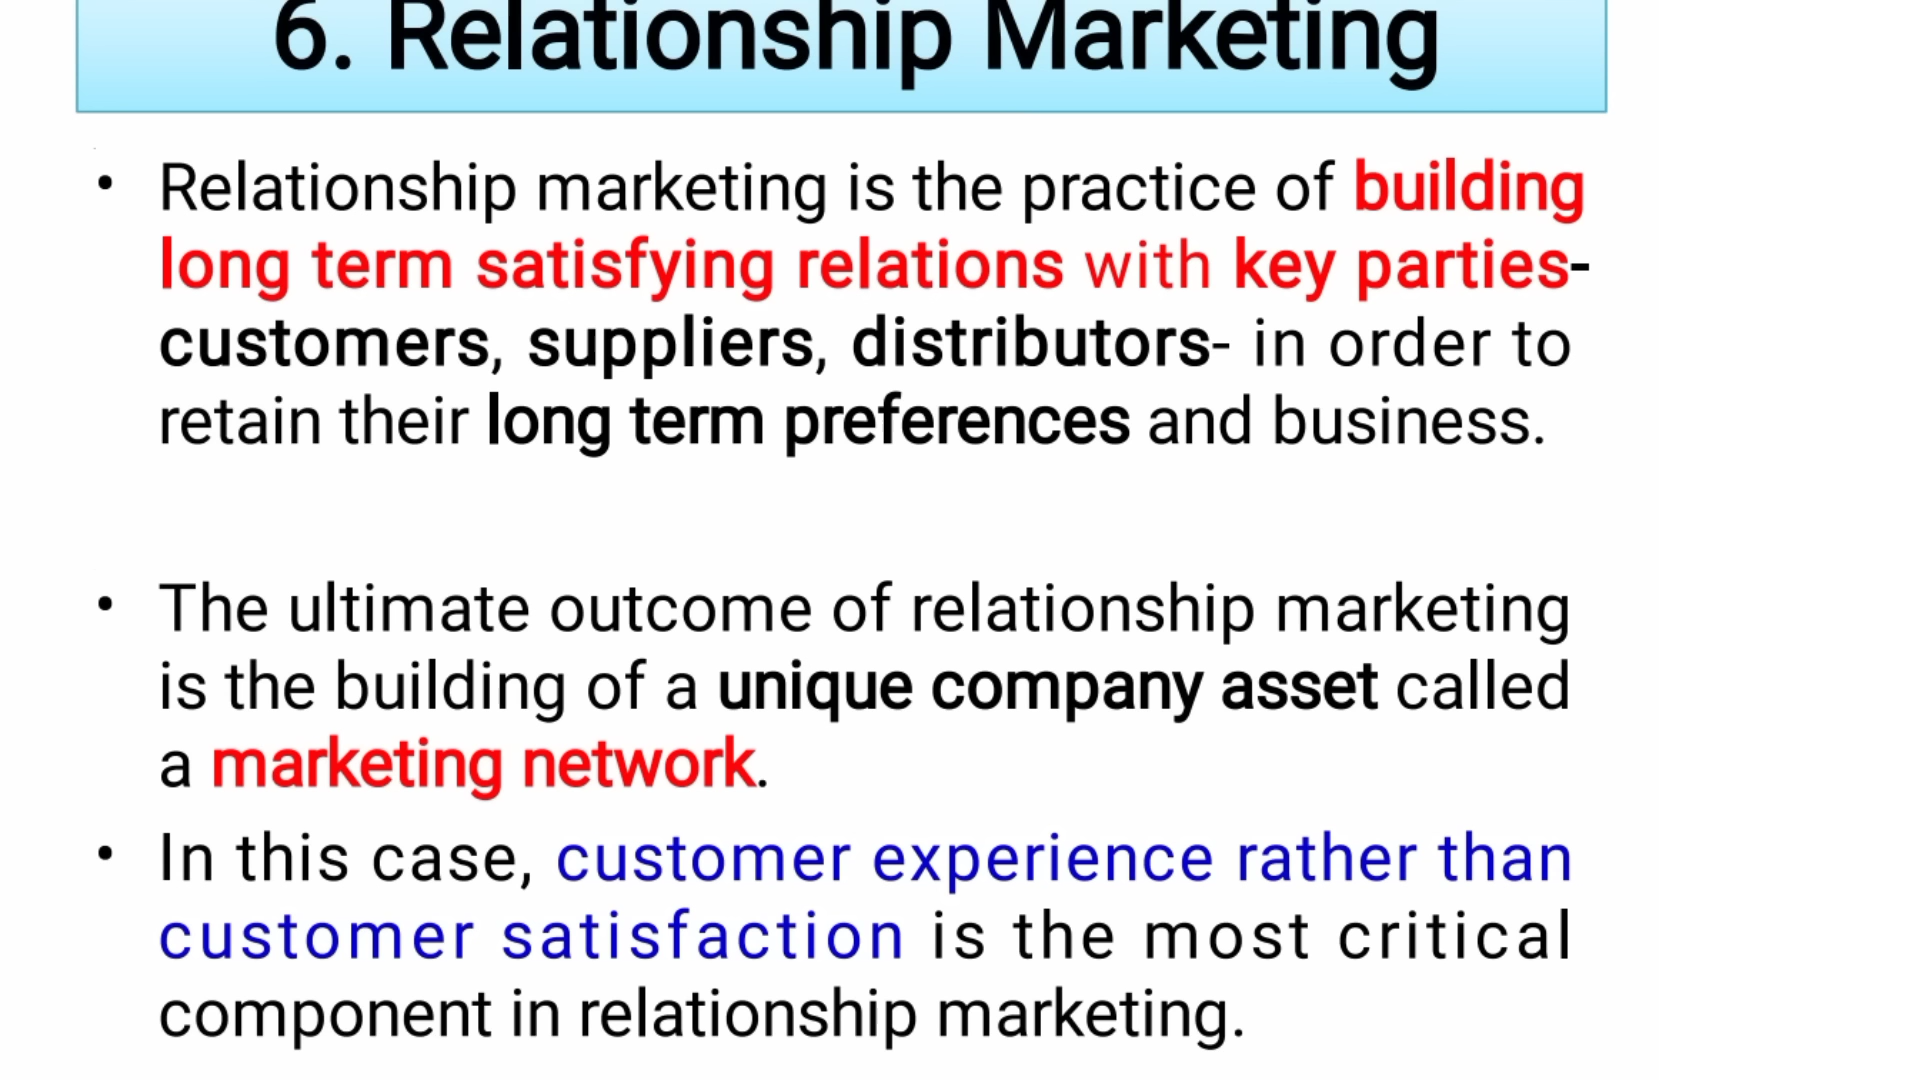 6. Relationship Marketing
• Relationship marketing is the practice of building
long term satisfying relations with key parties-
customers, suppliers, distributors- in order to
retain their long term preferences and business.
• The ultimate outcome of relationship marketing
is the building of a unique company asset called
a marketing network.
• In this case, customer experience rather than
customer satisfaction is the most critical
component in relationship marketing.